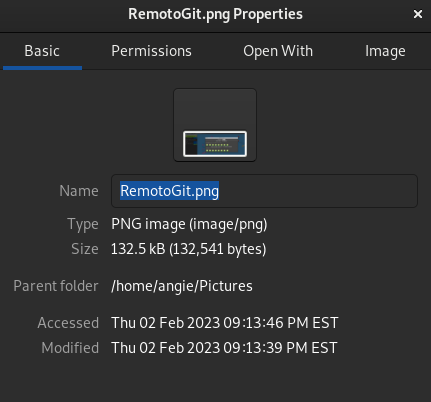 RemotoGit.png Properties ×
Basic Permissions Open With Image
Name RemotoGit.png
Type PNG image (image/png)
Size 132.5 kB (132,541 bytes)
Parent folder /home/angie/Pictures
Accessed Thu 02 Feb 2023 09:13:46 PM EST
Modified Thu 02 Feb 2023 09:13:39 PM EST